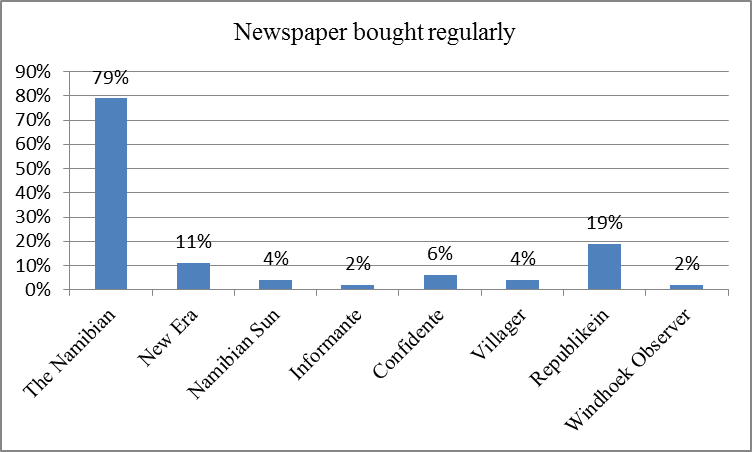 Newspaper bought regularly
90%
80%
70%
60%
50%
40%
30%
20%
10%
0%
79%
11%
4%
2%
6%
4%
19%
2%
The Namibian
New Era
Namibian Sun
Informante
Confidente
Villager
Republikein
Windhoek Observer